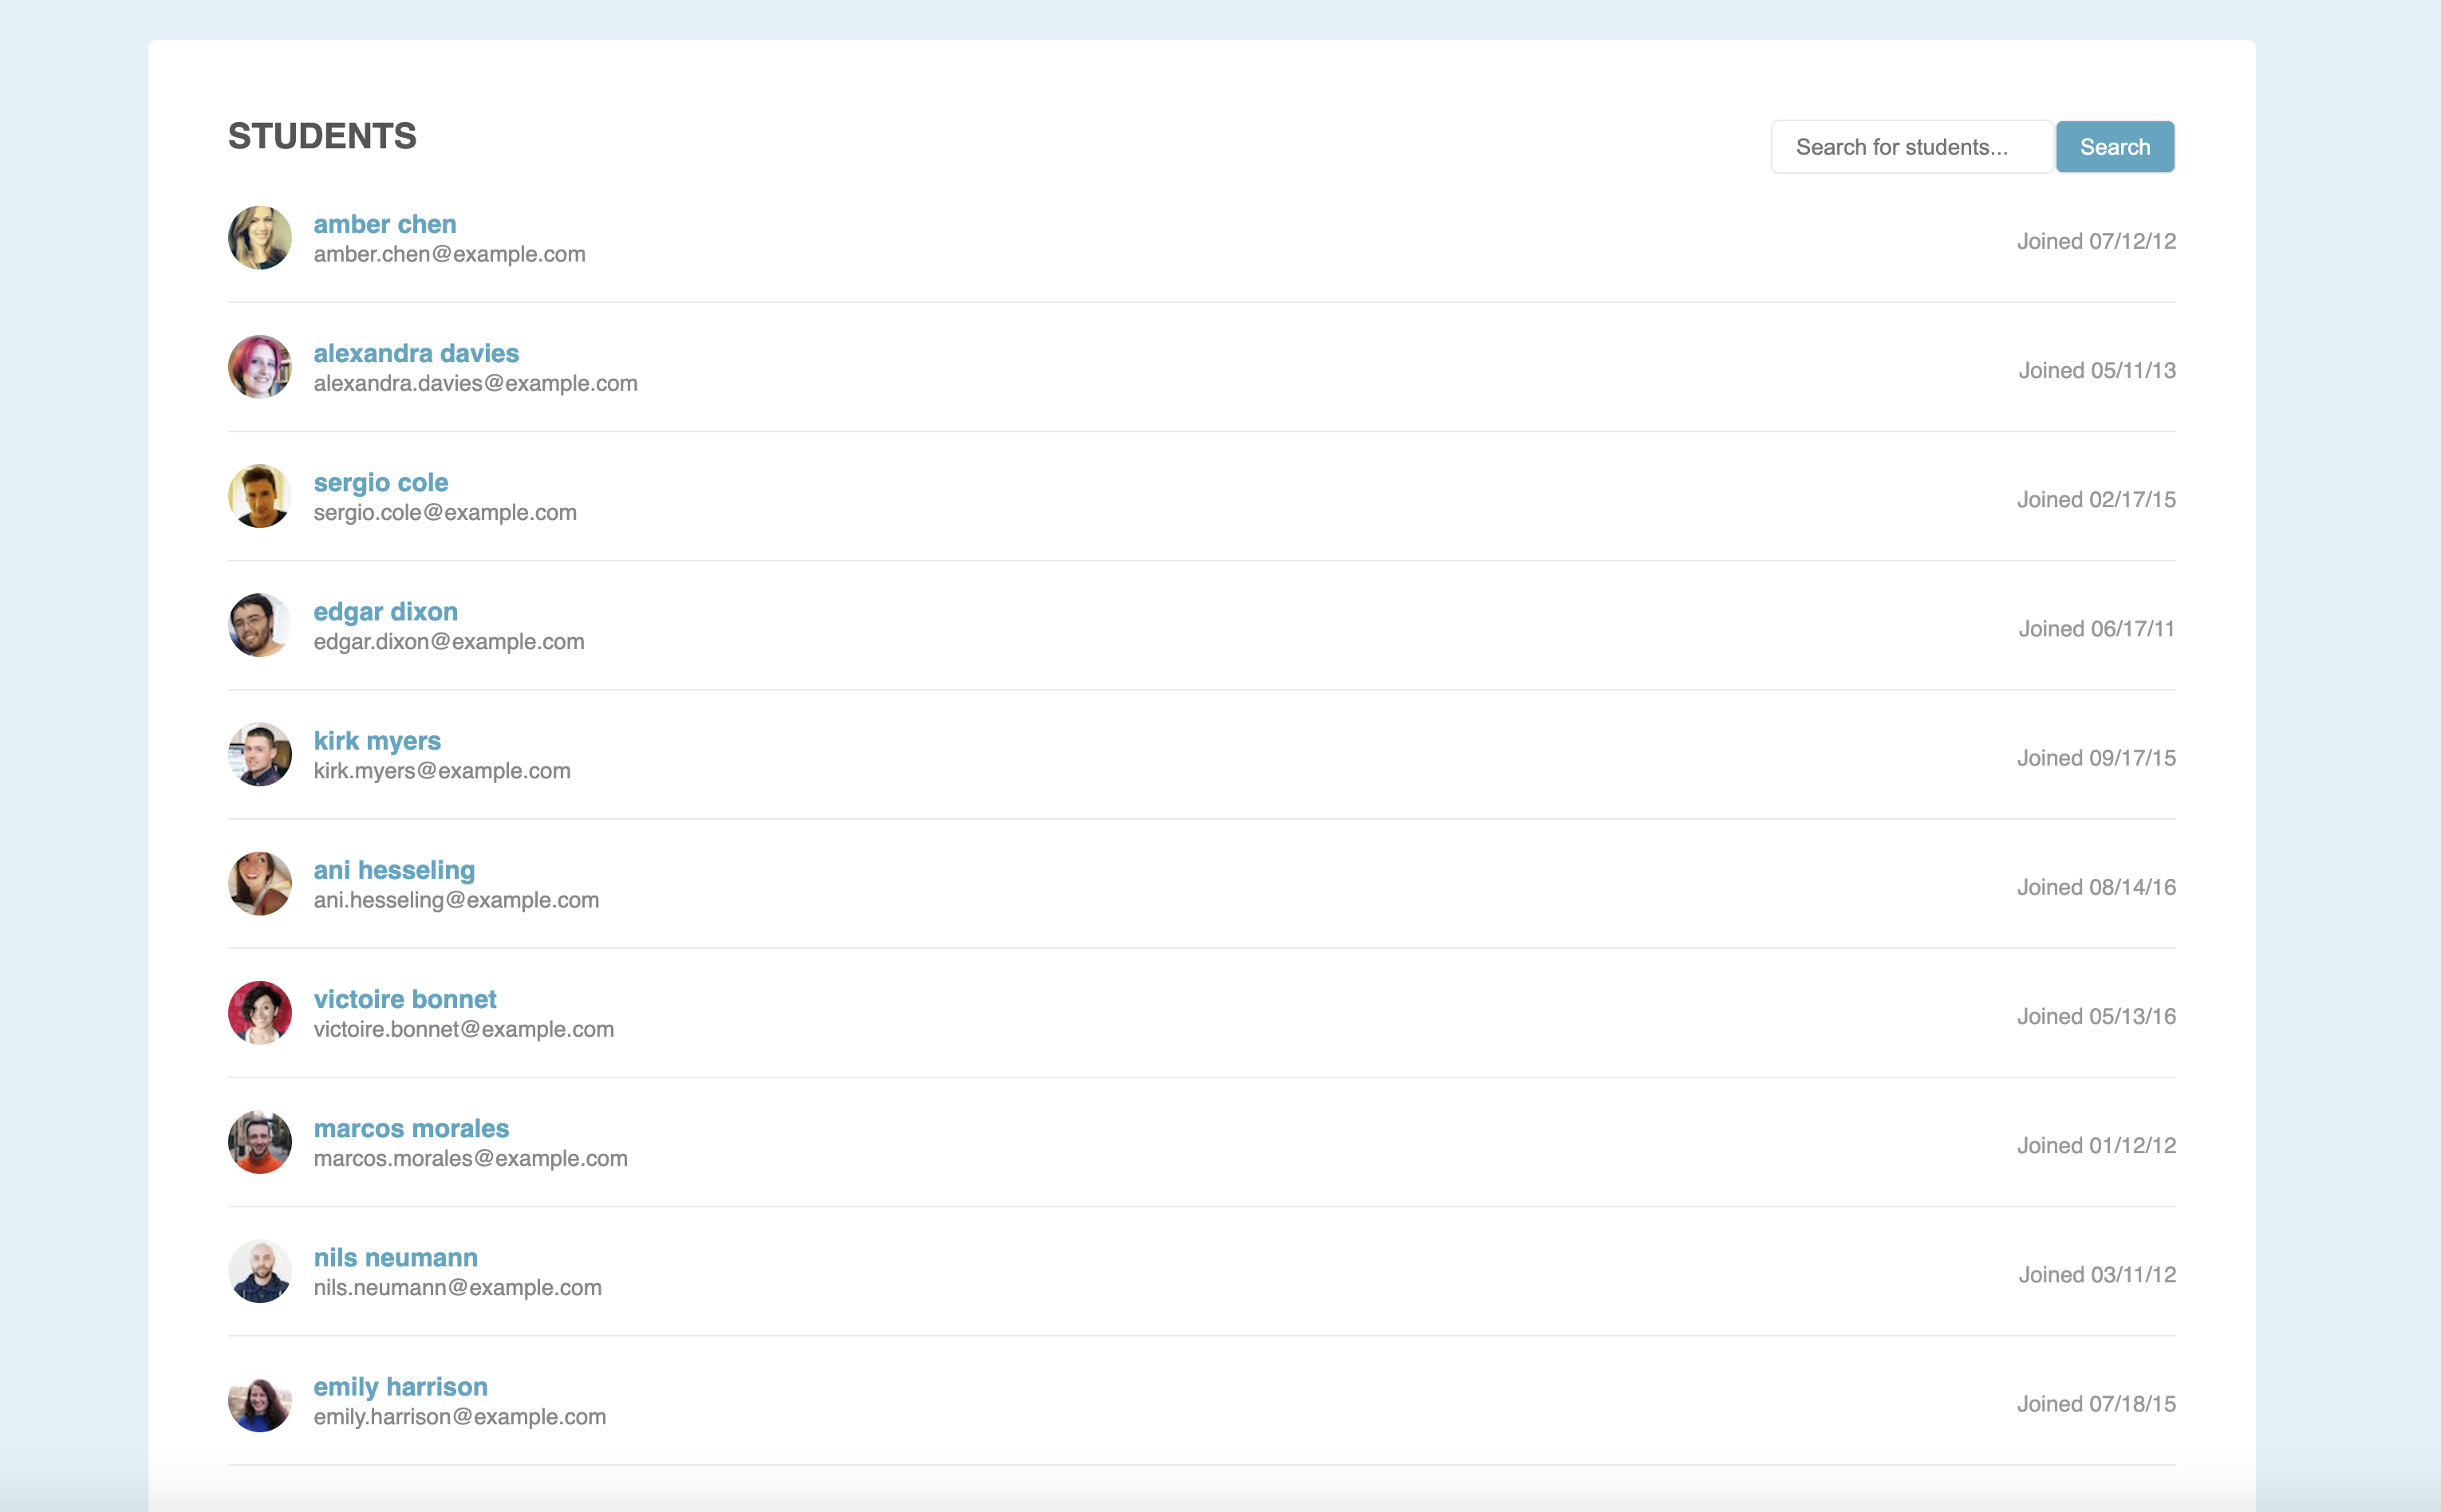 STUDENTS
Search for students...
Search
amber chen
amber.chen@example.com
Joined 07/12/12
alexandra davies
alexandra.davies@example.com
Joined 05/11/13
sergio cole
sergio.cole@example.com
Joined 02/17/15
edgar dixon
edgar.dixon@example.com
Joined 06/17/11
kirk myers
kirk.myers@example.com
Joined 09/17/15
ani hesseling
ani.hesseling@example.com
Joined 08/14/16
victoire bonnet
victoire.bonnet@example.com
Joined 05/13/16
marcos morales
marcos.morales@example.com
Joined 01/12/12
nils neumann
nils.neumann@example.com
Joined 03/11/12
emily harrison
emily.harrison@example.com
Joined 07/18/15